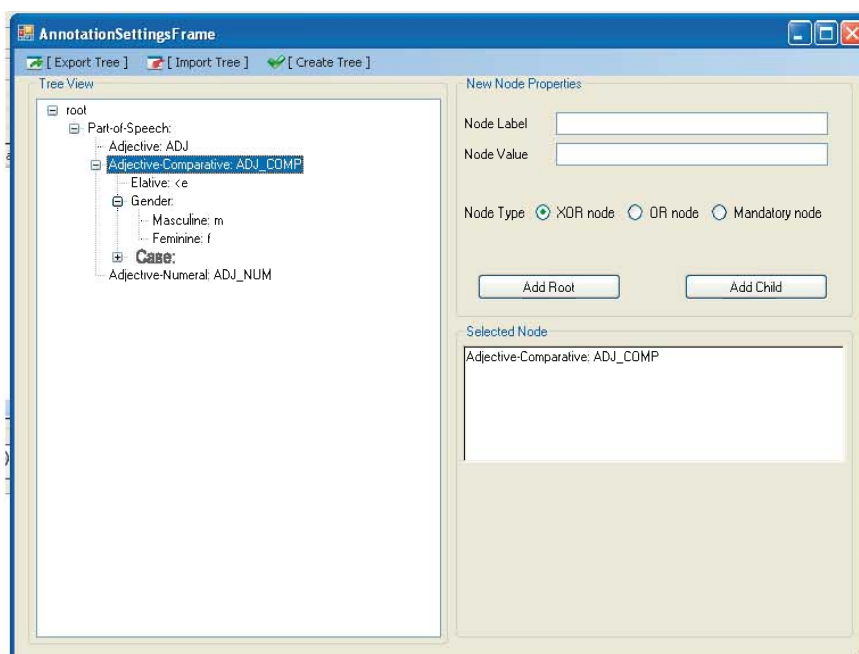 AnnotationSettingsFrame
[ Export Tree ] [ Import Tree ] [ Create Tree ]
Tree View
root
Part-of-Speech:
Adjective: ADJ
Adjective-Comparative: ADJ_COMP
Elative: <e
Gender:
Masculine: m
Feminine: f
Case:
Adjective-Numeral: ADJ_NUM
New Node Properties
Node Label
Node Value
Node Type XOR node OR node Mandatory node
Add Root Add Child
Selected Node
Adjective-Comparative: ADJ_COMP